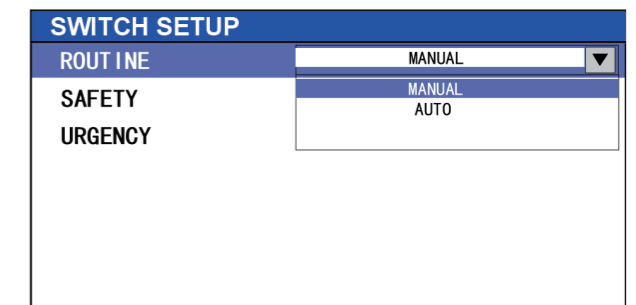 SWITCH SETUP
ROUTINE MANUAL
SAFETY MANUAL
AUTO
URGENCY